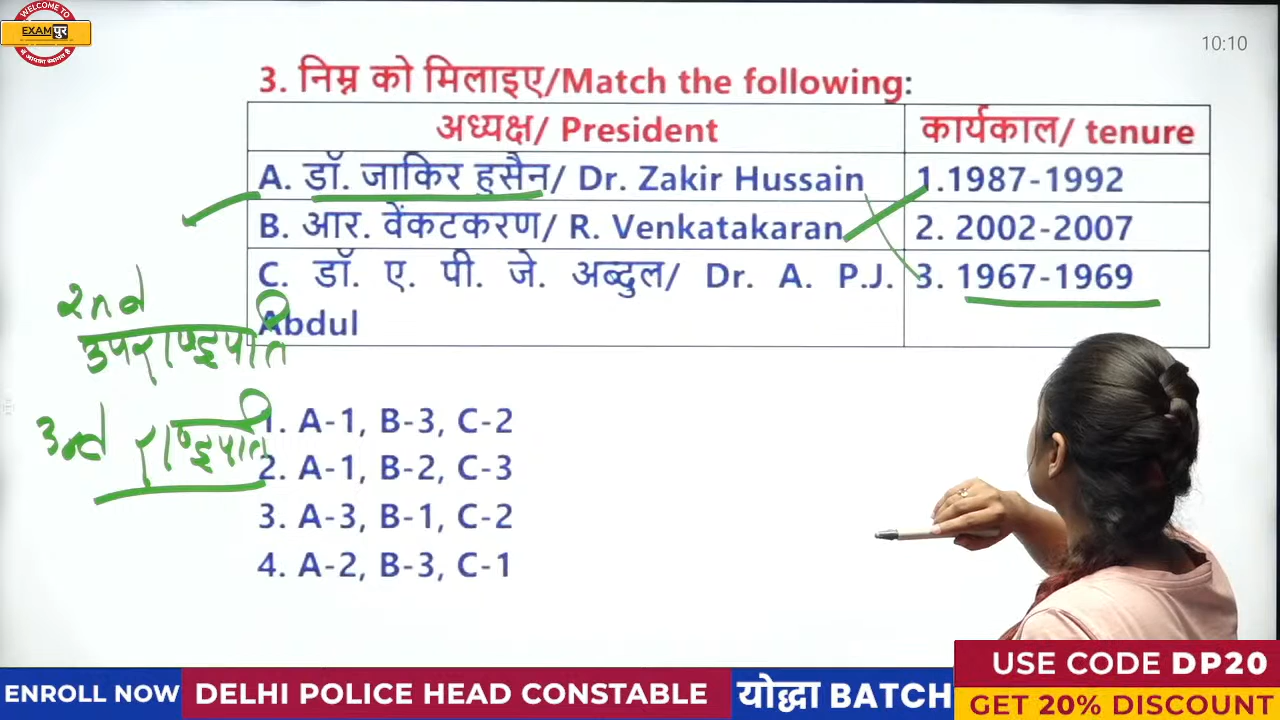 WELCOME TO
EXAMपुर
10:10
3. निम्न को मिलाइए/Match the following:
अध्यक्ष/ President
कार्यकाल/ tenure
A. डॉ. जाकिर हुसैन/ Dr. Zakir Hussain
1.1987-1992
B. आर. वेंकटकरण/ R. Venkatakaran
2. 2002-2007
C. डॉ. ए. पी. जे. अब्दुल/ Dr. A. P.J.
Abdul
3. 1967-1969
2nd
उपराष्ट्रपति
3nd राष्ट्रपति
1. A-1, B-3, C-2
2. A-1, B-2, C-3
3. A-3, B-1, C-2
4. A-2, B-3, C-1
USE CODE DP20
ENROLL NOW DELHI POLICE HEAD CONSTABLE योद्धा BATCH
GET 20% DISCOUNT